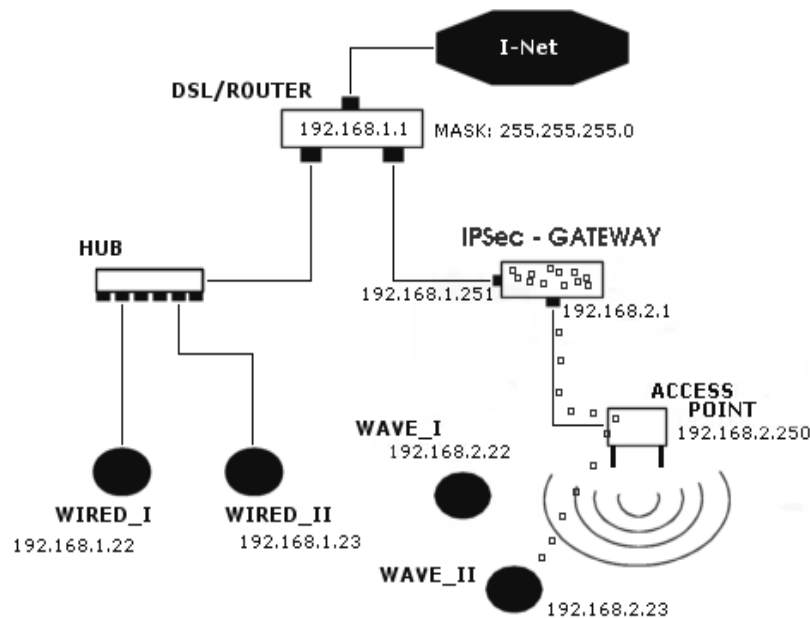 I-Net
DSL/ROUTER
192.168.1.1
MASK: 255.255.255.0
IPSec - GATEWAY
HUB
192.168.1.251
192.168.2.1
ACCESS
POINT
192.168.2.250
WAVE_I
192.168.2.22
WIRED_I
192.168.1.22
WIRED_II
192.168.1.23
WAVE_II
192.168.2.23